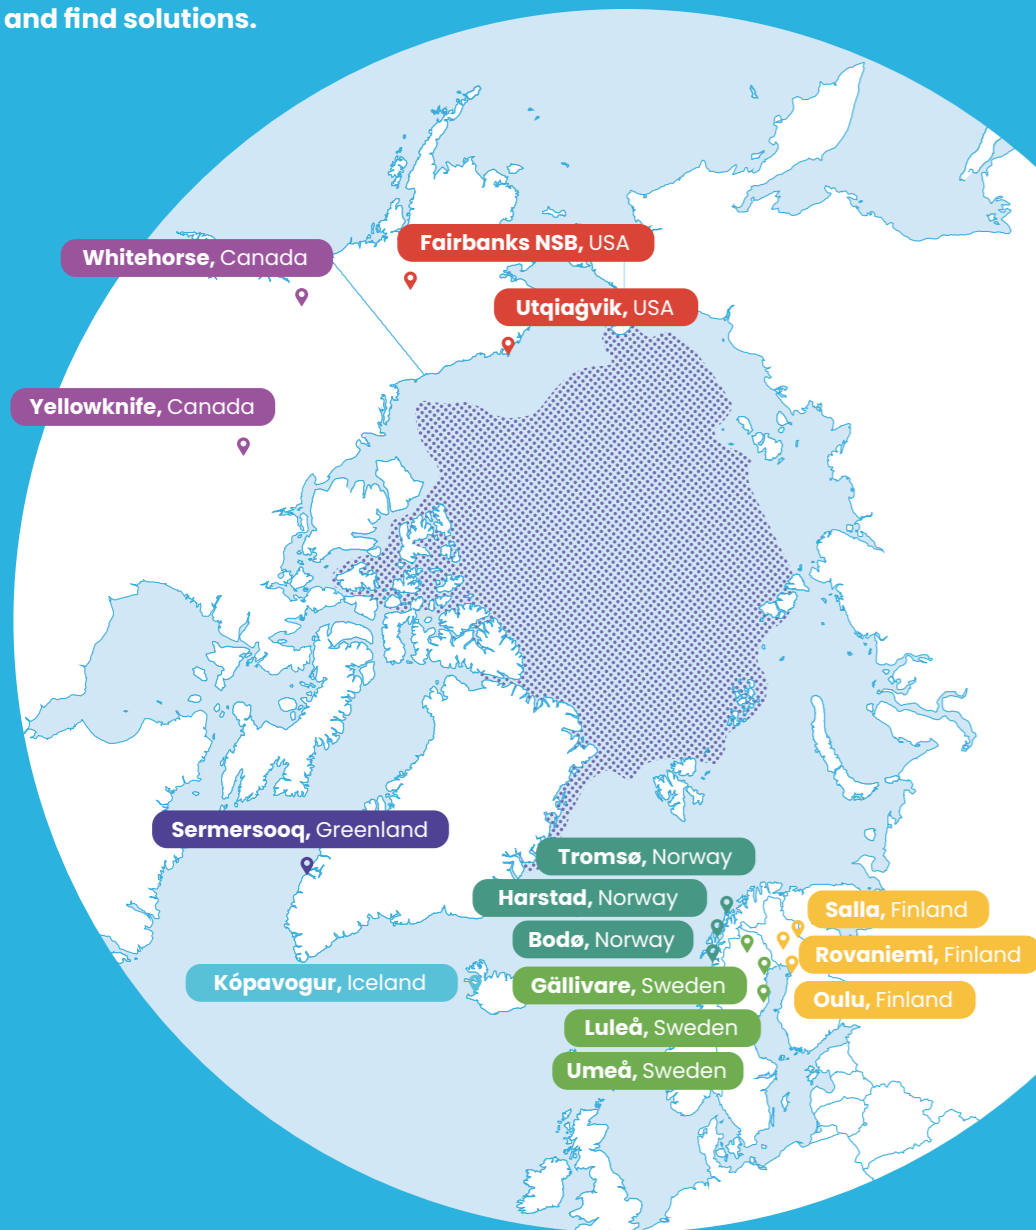 and find solutions.
Fairbanks NSB, USA
Whitehorse, Canada
Utqiaġvik, USA
Yellowknife, Canada
Sermersooq, Greenland
Tromsø, Norway
Harstad, Norway
Salla, Finland
Bodø, Norway
Rovaniemi, Finland
Kópavogur, Iceland
Gällivare, Sweden
Oulu, Finland
Luleå, Sweden
Umeå, Sweden